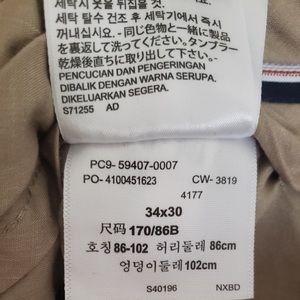 세탁시 옷을 뒤집을 것.
세탁 탈수 건조 후 세탁기에서 즉시
꺼내 주십시요. 同じ色物と一緒に製品
を裏返しに洗ってください。タンブラー
乾燥後直ちに取り出して下さい。
PENCUCIAN DAN PENGERINGAN
DIBALIK DENGAN WARNA SERUPA.
DIKELUARKAN SEGERA.
S71255 AD
PC9- 59407-0007
PO- 4100451623 CW- 3819
4177
34x30
尺码 170/86B
호칭 86-102 허리둘레 86cm
엉덩이둘레 102cm
S40196 NXBD